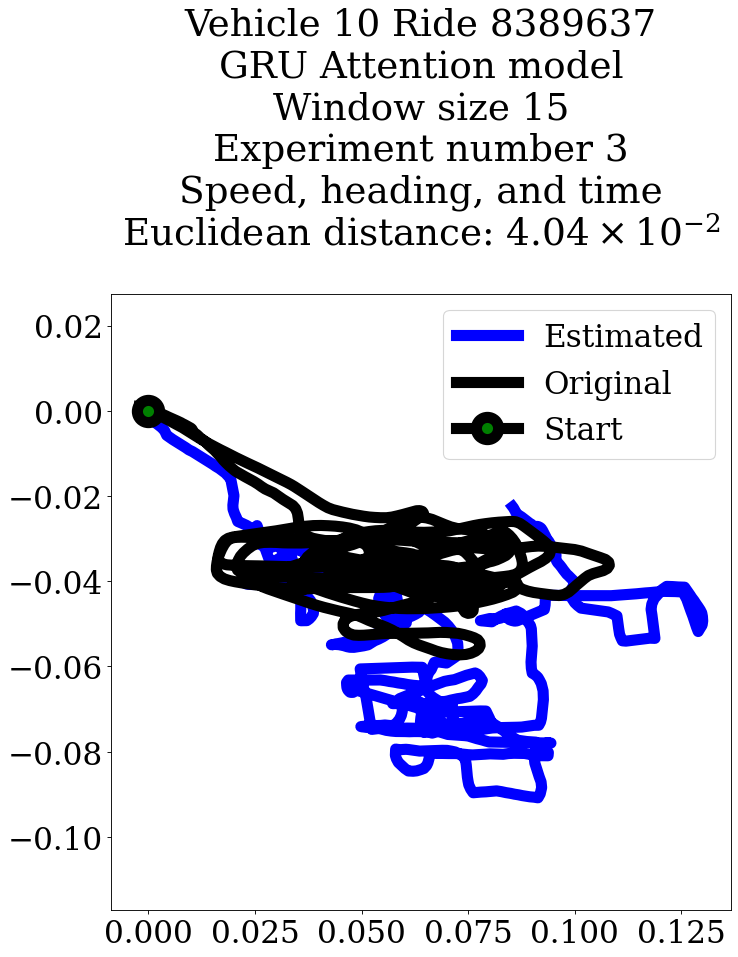 Vehicle 10 Ride 8389637
GRU Attention model
Window size 15
Experiment number 3
Speed, heading, and time
Euclidean distance: 4.04 × 10⁻²
Estimated
Original
Start
0.02
0.00
−0.02
−0.04
−0.06
−0.08
−0.10
0.000 0.025 0.050 0.075 0.100 0.125